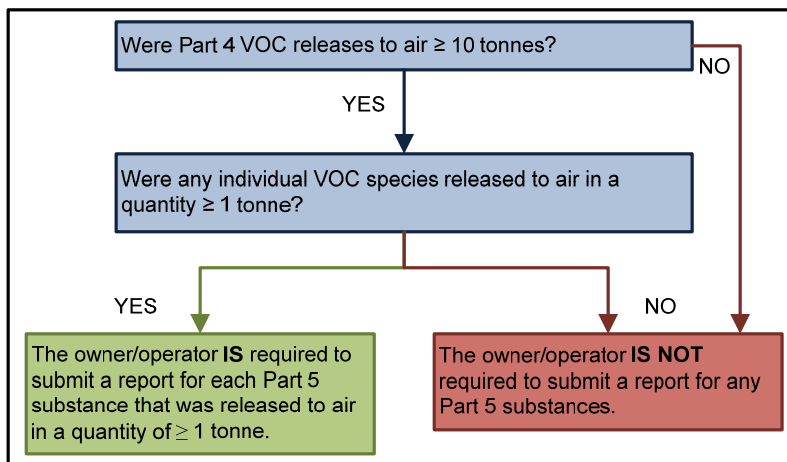 Were Part 4 VOC releases to air ≥ 10 tonnes?
NO
YES
Were any individual VOC species released to air in a
quantity ≥ 1 tonne?
YES
NO
The owner/operator IS required to
submit a report for each Part 5
substance that was released to air
in a quantity of ≥ 1 tonne.
The owner/operator IS NOT
required to submit a report for any
Part 5 substances.